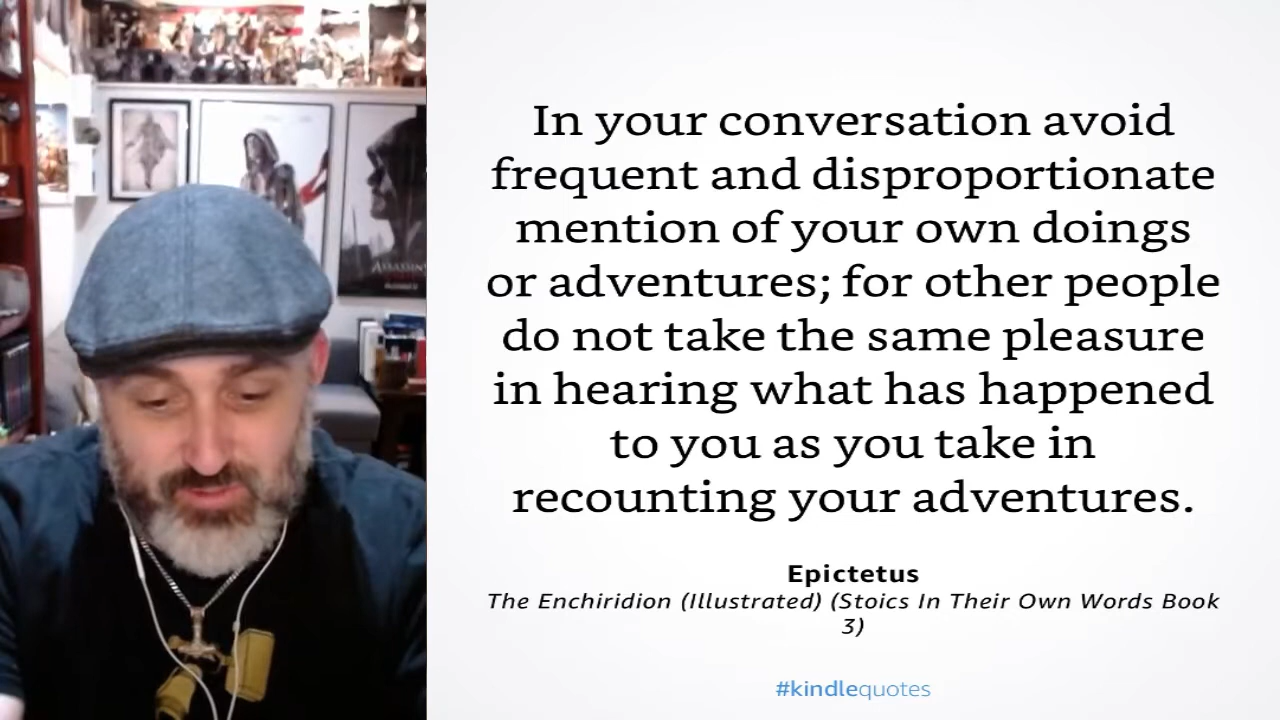 In your conversation avoid
frequent and disproportionate
mention of your own doings
or adventures; for other people
do not take the same pleasure
in hearing what has happened
to you as you take in
recounting your adventures.
Epictetus
The Enchiridion (Illustrated) (Stoics In Their Own Words Book
3)
#kindlequotes